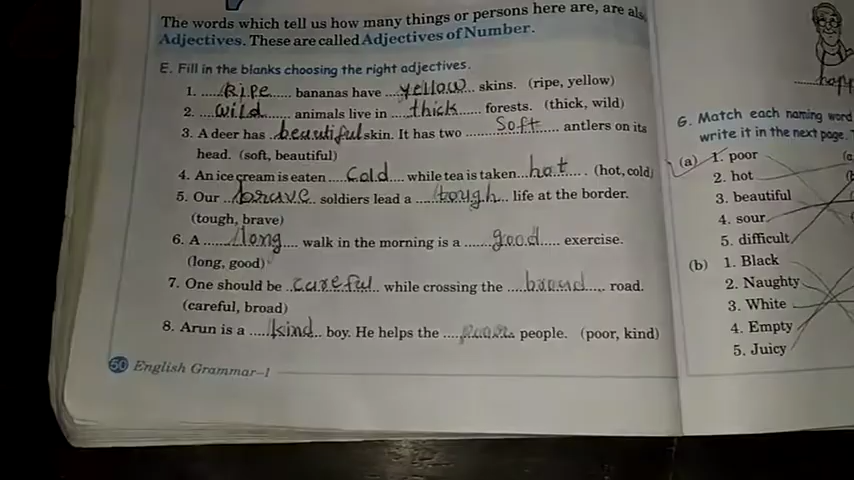 The words which tell us how many things or persons here are, are als
Adjectives. These are called Adjectives of Number.
E. Fill in the blanks choosing the right adjectives.
1. ......Ripe...... bananas have ...yellow... skins. (ripe, yellow)
2. ....wild...... animals live in ....thick...... forests. (thick, wild)
3. A deer has .beautiful skin. It has two ......Soft...... antlers on its
head. (soft, beautiful)
4. An ice cream is eaten ....cold.... while tea is taken...hot..... . (hot, cold)
5. Our ..brave.. soldiers lead a .....tough... life at the border.
(tough, brave)
6. A ......long.... walk in the morning is a ......good..... exercise.
(long, good)
7. One should be ..careful.. while crossing the ....broad..... road.
(careful, broad)
8. Arun is a ....kind.. boy. He helps the ....poor.. people. (poor, kind)
50 English Grammar–1
happ
G. Match each naming word
write it in the next page.
(a) 1. poor
2. hot
3. beautiful
4. sour
5. difficult
(b) 1. Black
2. Naughty
3. White
4. Empty
5. Juicy